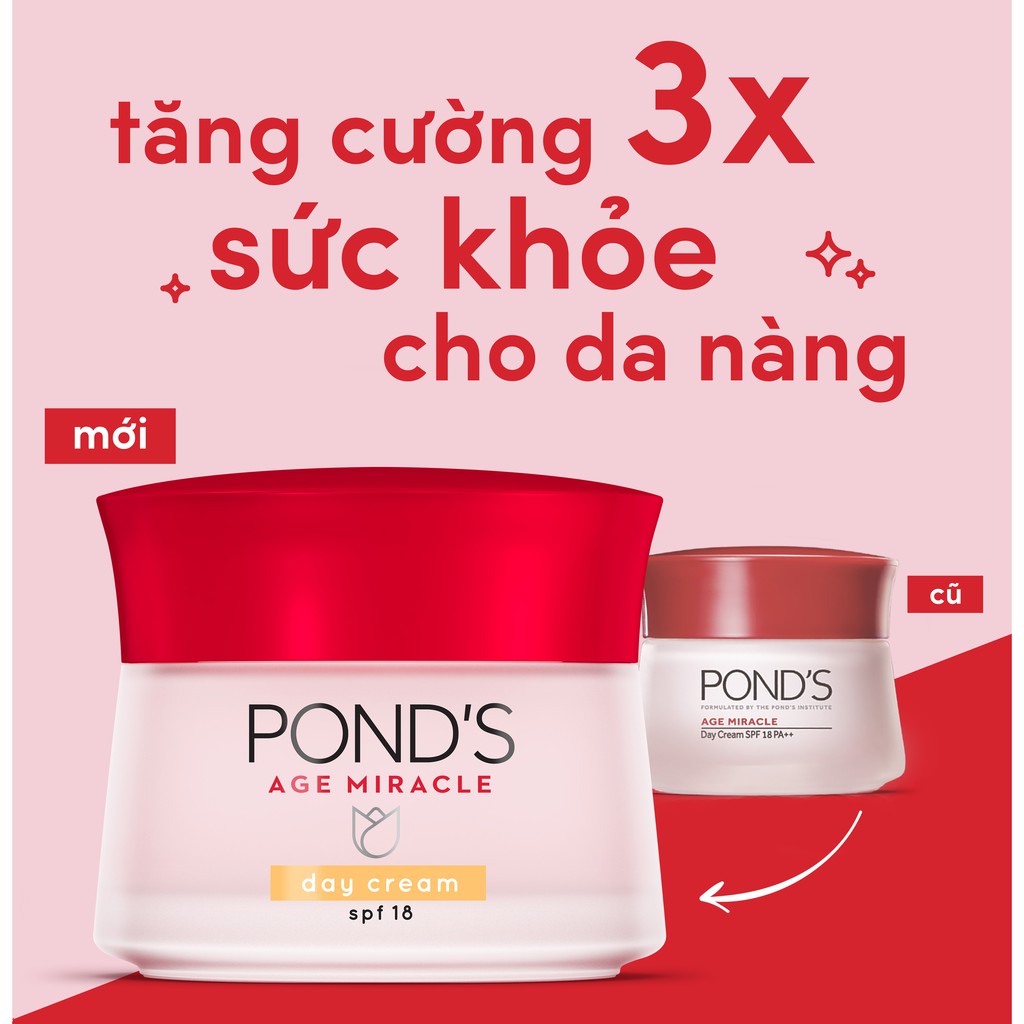 tăng cường 3x
sức khỏe
cho da nàng
mới
cũ
POND'S
FORMULATED BY THE POND'S INSTITUTE
AGE MIRACLE
Day Cream SPF 18 PA++
POND'S
AGE MIRACLE
day cream
spf 18